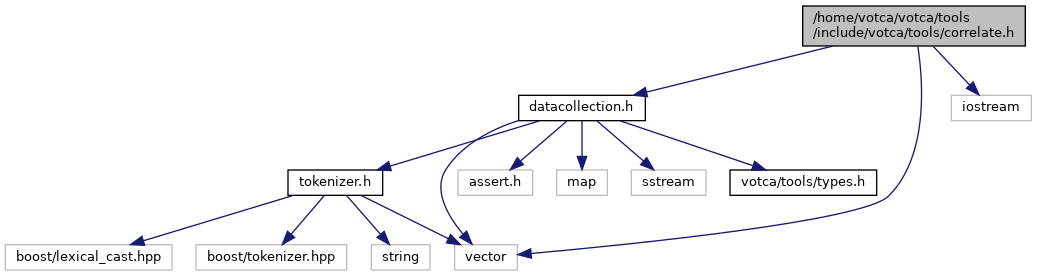 /home/votca/votca/tools
/include/votca/tools/correlate.h
datacollection.h
iostream
tokenizer.h
assert.h
map
sstream
votca/tools/types.h
boost/lexical_cast.hpp
boost/tokenizer.hpp
string
vector